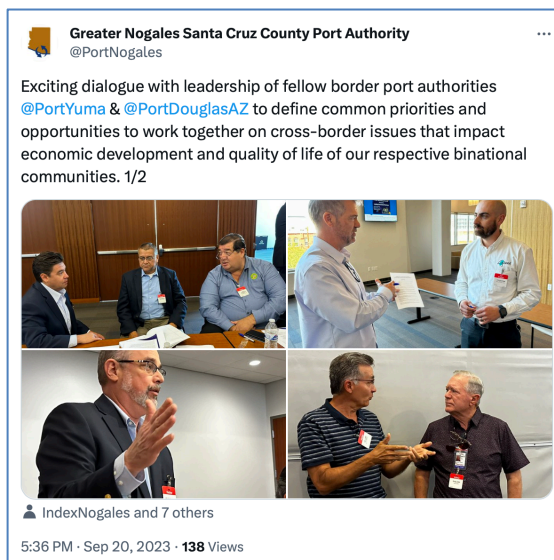 Greater Nogales Santa Cruz County Port Authority
@PortNogales
Exciting dialogue with leadership of fellow border port authorities
@PortYuma & @PortDouglasAZ to define common priorities and
opportunities to work together on cross-border issues that impact
economic development and quality of life of our respective binational
communities. 1/2
IndexNogales and 7 others
5:36 PM · Sep 20, 2023 · 138 Views